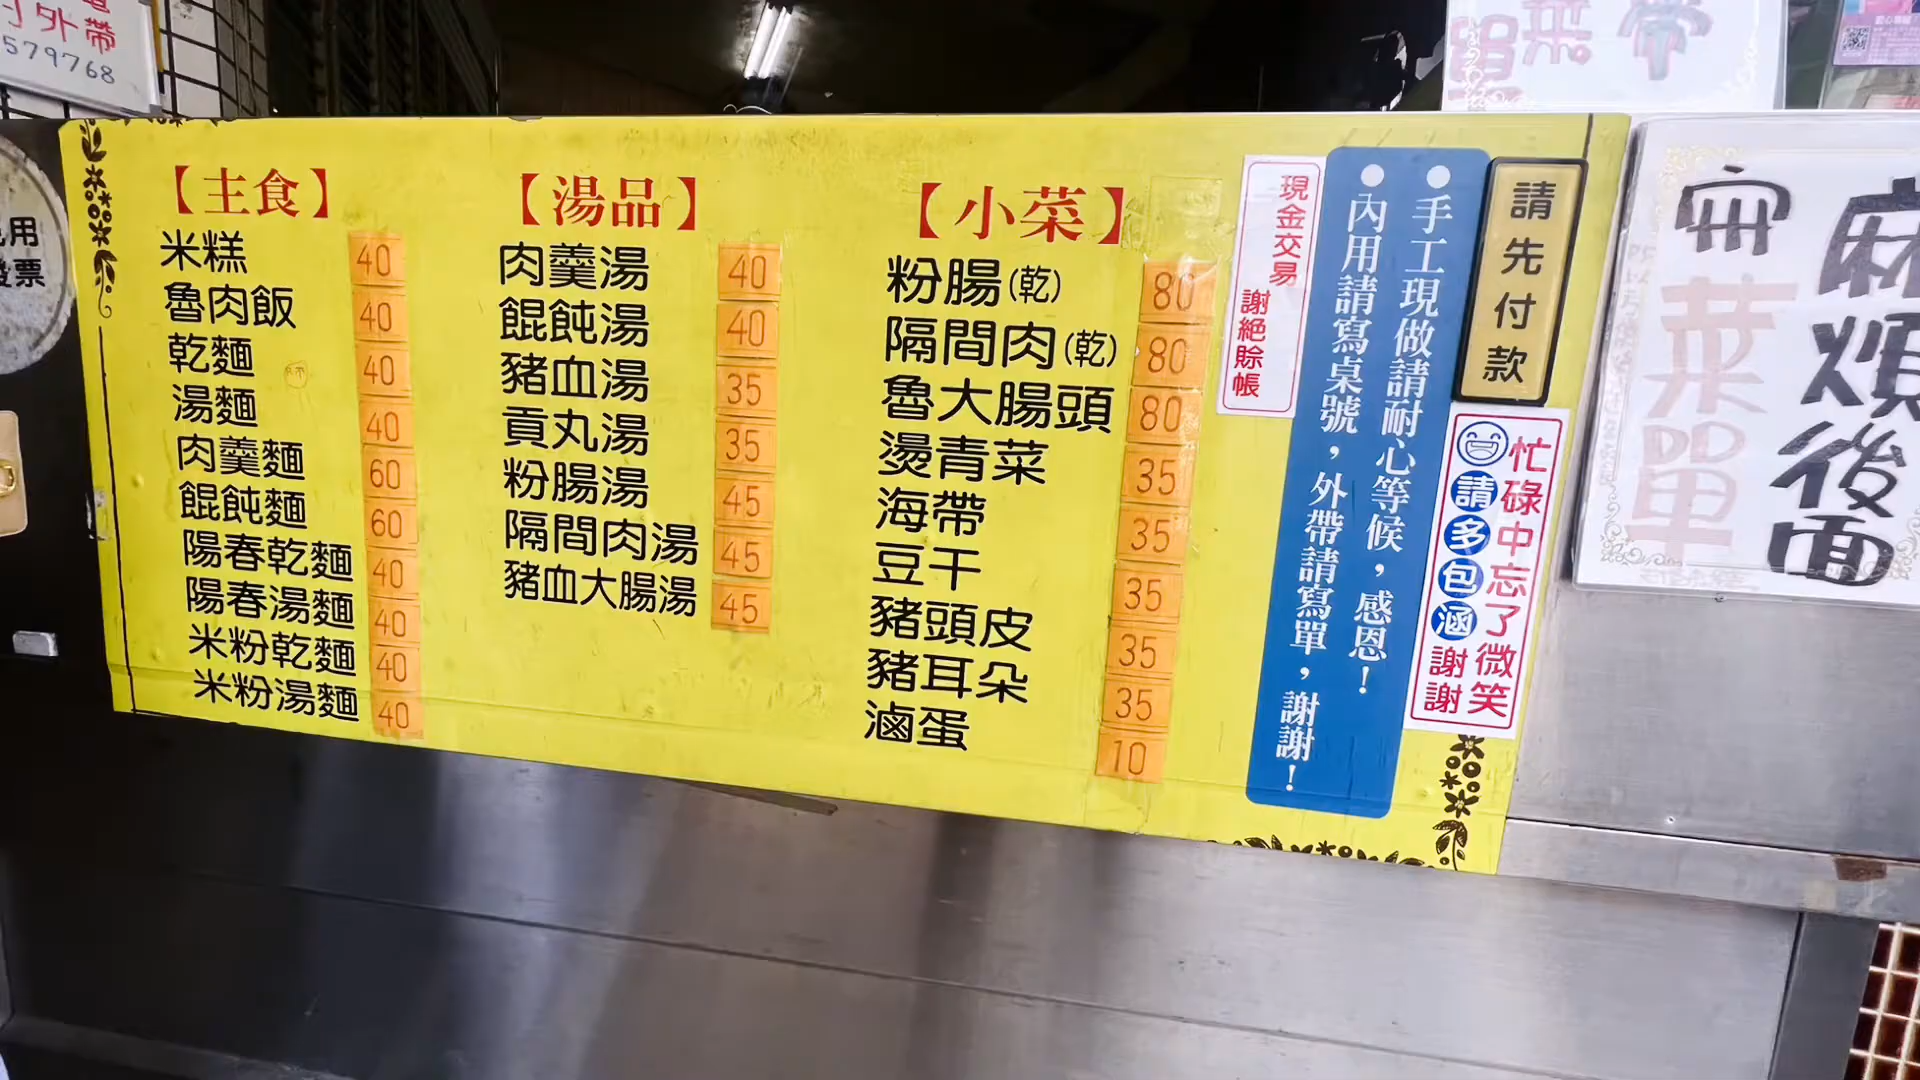 外帶
579768
用
發票
【主食】
米糕 40
魯肉飯 40
乾麵 40
湯麵 40
肉羹麵 60
餛飩麵 60
陽春乾麵 40
陽春湯麵 40
米粉乾麵 40
米粉湯麵 40
【湯品】
肉羹湯 40
餛飩湯 40
豬血湯 35
貢丸湯 35
粉腸湯 45
隔間肉湯 45
豬血大腸湯 45
【小菜】
粉腸(乾) 80
隔間肉(乾) 80
魯大腸頭 80
燙青菜 35
海帶 35
豆干 35
豬頭皮 35
豬耳朵 35
滷蛋 10
現金交易
謝絕賒帳
●手工現做請耐心等候，感恩！
●內用請寫桌號，外帶請寫單，謝謝！
請先付款
忙碌中忘了微笑
請多包涵謝謝
麻煩後面
菜單